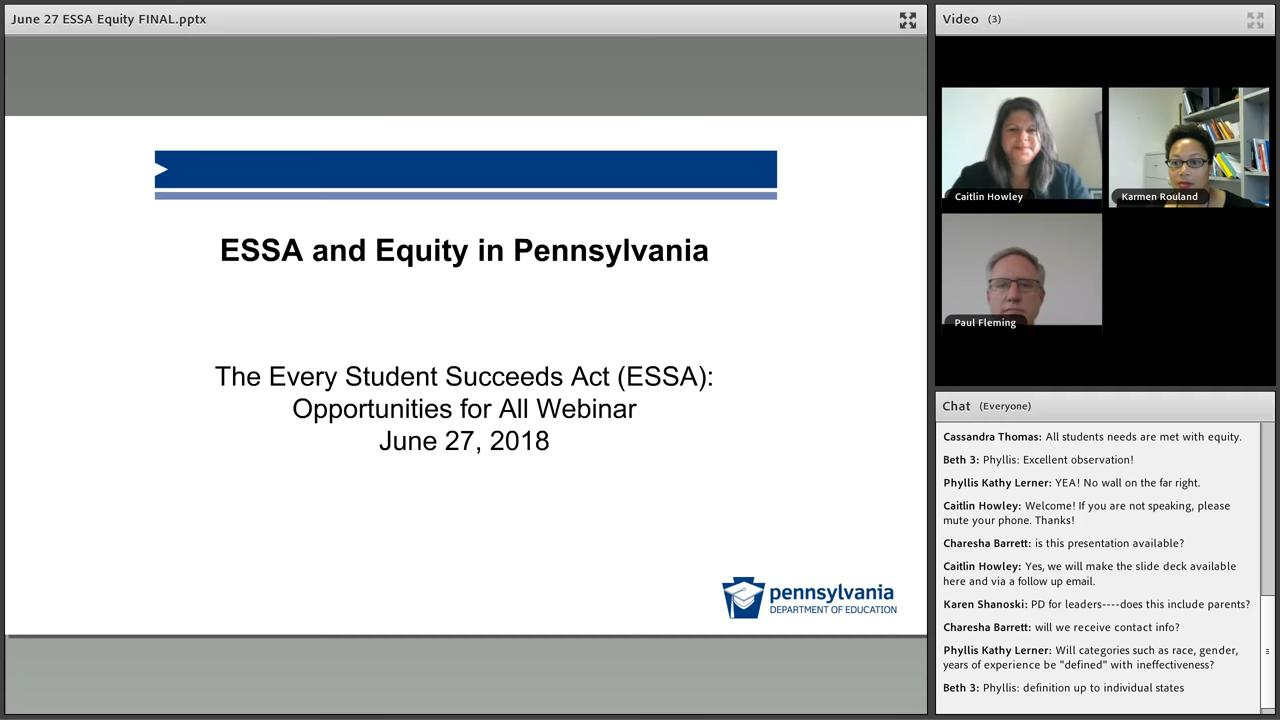 June 27 ESSA Equity FINAL.pptx
ESSA and Equity in Pennsylvania
The Every Student Succeeds Act (ESSA):
Opportunities for All Webinar
June 27, 2018
pennsylvania
DEPARTMENT OF EDUCATION
Video (3)
Caitlin Howley
Karmen Rouland
Paul Fleming
Chat (Everyone)
Cassandra Thomas: All students needs are met with equity.
Beth 3: Phyllis: Excellent observation!
Phyllis Kathy Lerner: YEA! No wall on the far right.
Caitlin Howley: Welcome! If you are not speaking, please
mute your phone. Thanks!
Charesha Barrett: is this presentation available?
Caitlin Howley: Yes, we will make the slide deck available
here and via a follow up email.
Karen Shanoski: PD for leaders----does this include parents?
Charesha Barrett: will we receive contact info?
Phyllis Kathy Lerner: Will categories such as race, gender,
years of experience be "defined" with ineffectiveness?
Beth 3: Phyllis: definition up to individual states